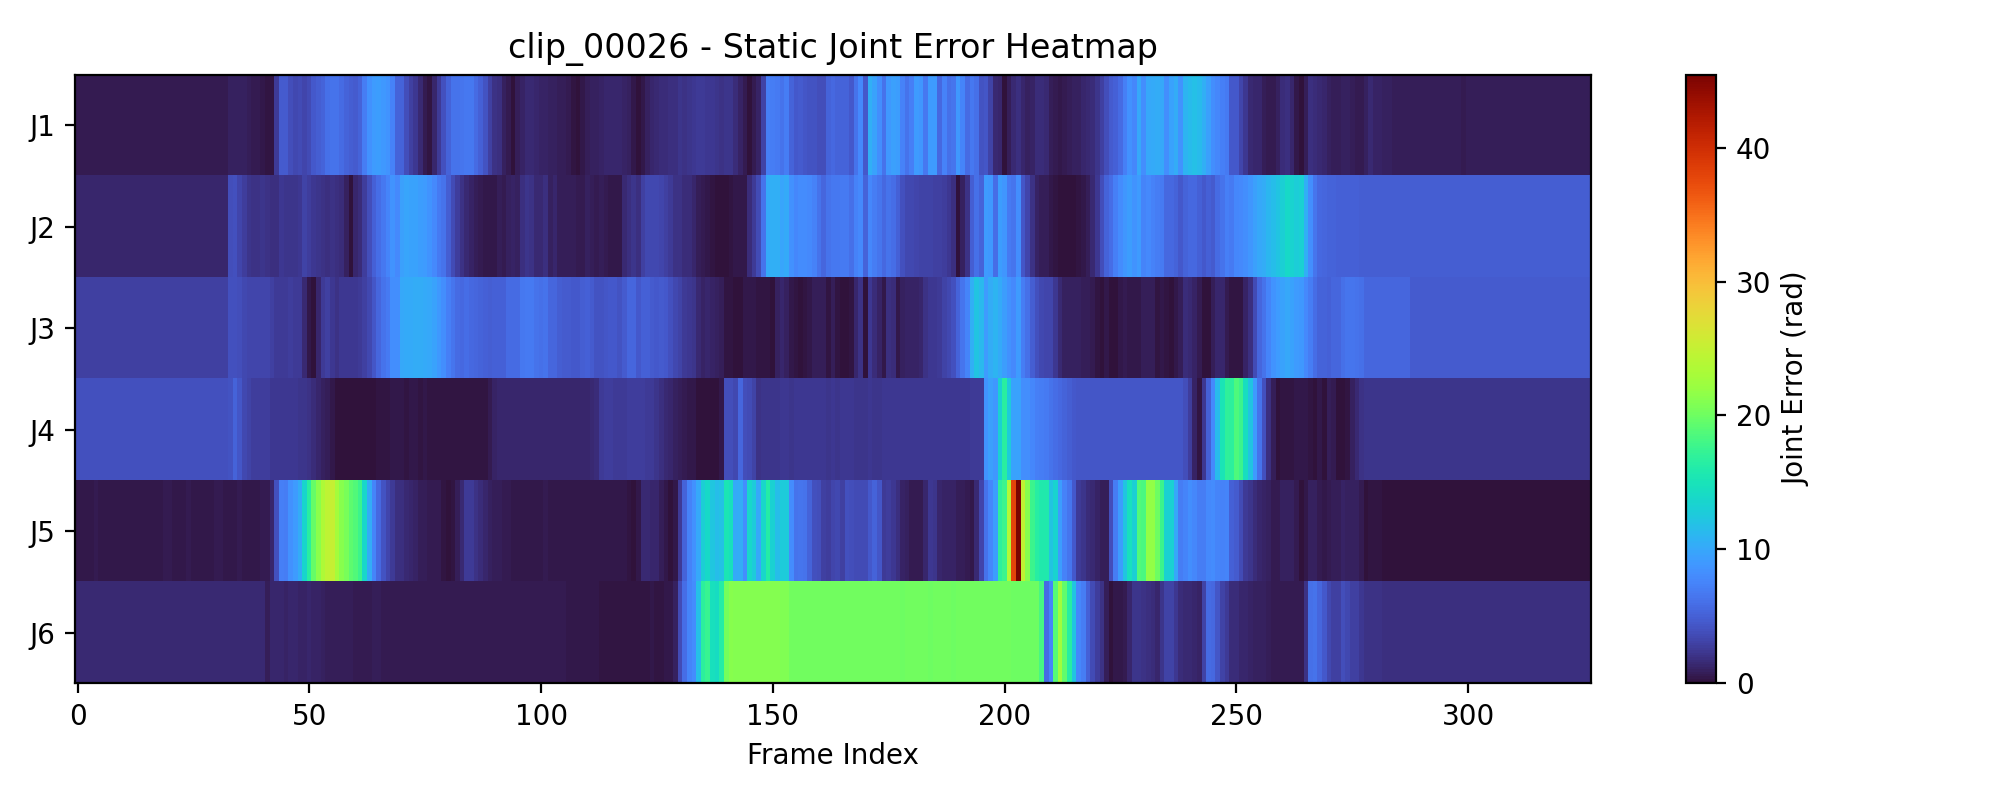 clip_00026 - Static Joint Error Heatmap
J1
J2
J3
J4
J5
J6
0 50 100 150 200 250 300
Frame Index
40
30
20
10
0
Joint Error (rad)